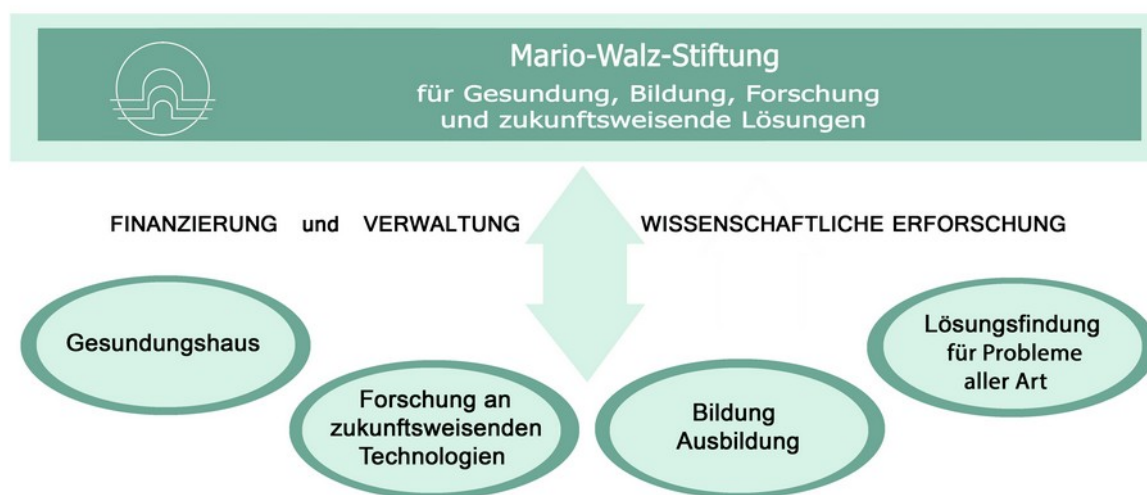 Mario-Walz-Stiftung
für Gesundung, Bildung, Forschung
und zukunftsweisende Lösungen
FINANZIERUNG und VERWALTUNG
WISSENSCHAFTLICHE ERFORSCHUNG
Gesundungshaus
Forschung an
zukunftsweisenden
Technologien
Bildung
Ausbildung
Lösungsfindung
für Probleme
aller Art